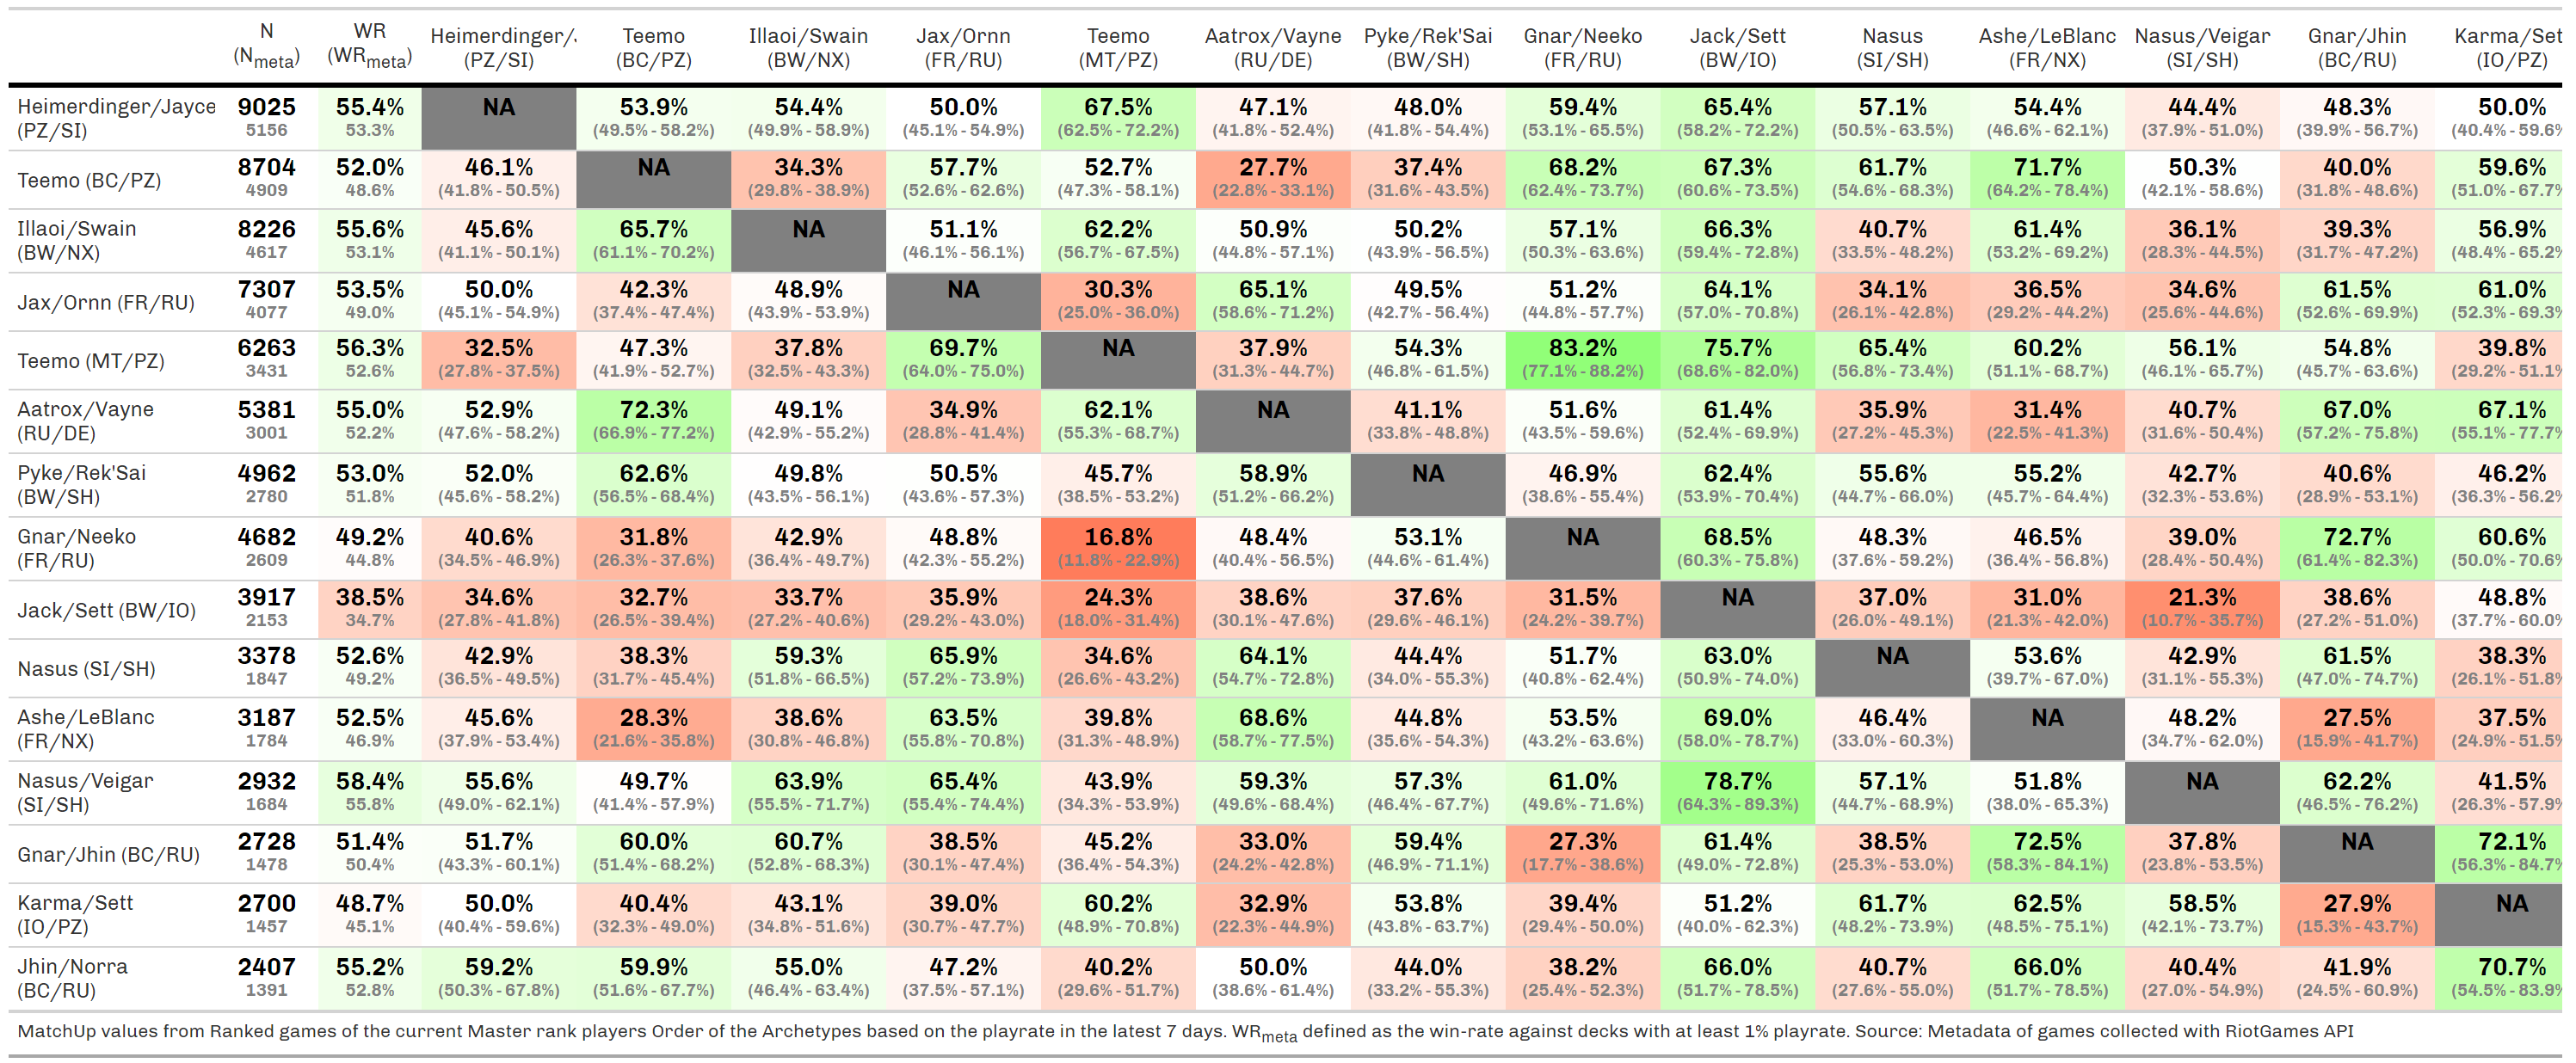 N WR Heimerdinger/J Teemo Illaoi/Swain Jax/Ornn Teemo Aatrox/Vayne Pyke/Rek'Sai Gnar/Neeko Jack/Sett Nasus Ashe/LeBlanc Nasus/Veigar Gnar/Jhin Karma/Set
(Nmeta) (WRmeta) (PZ/SI) (BC/PZ) (BW/NX) (FR/RU) (MT/PZ) (RU/DE) (BW/SH) (FR/RU) (BW/IO) (SI/SH) (FR/NX) (SI/SH) (BC/RU) (IO/PZ)
Heimerdinger/Jayce 9025 55.4% NA 53.9% 54.4% 50.0% 67.5% 47.1% 48.0% 59.4% 65.4% 57.1% 54.4% 44.4% 48.3% 50.0%
(PZ/SI) 5156 53.3% (49.5% - 58.2%) (49.9% - 58.9%) (45.1% - 54.9%) (62.5% - 72.2%) (41.8% - 52.4%) (41.8% - 54.4%) (53.1% - 65.5%) (58.2% - 72.2%) (50.5% - 63.5%) (46.6% - 62.1%) (37.9% - 51.0%) (39.9% - 56.7%) (40.4% - 59.6%
Teemo (BC/PZ) 8704 52.0% 46.1% NA 34.3% 57.7% 52.7% 27.7% 37.4% 68.2% 67.3% 61.7% 71.7% 50.3% 40.0% 59.6%
4909 48.6% (41.8% - 50.5%) (29.8% - 38.9%) (52.6% - 62.6%) (47.3% - 58.1%) (22.8% - 33.1%) (31.6% - 43.5%) (62.4% - 73.7%) (60.6% - 73.5%) (54.6% - 68.3%) (64.2% - 78.4%) (42.1% - 58.6%) (31.8% - 48.6%) (51.0% - 67.7%
Illaoi/Swain 8226 55.6% 45.6% 65.7% NA 51.1% 62.2% 50.9% 50.2% 57.1% 66.3% 40.7% 61.4% 36.1% 39.3% 56.9%
(BW/NX) 4617 53.1% (41.1% - 50.1%) (61.1% - 70.2%) (46.1% - 56.1%) (56.7% - 67.5%) (44.8% - 57.1%) (43.9% - 56.5%) (50.3% - 63.6%) (59.4% - 72.8%) (33.5% - 48.2%) (53.2% - 69.2%) (28.3% - 44.5%) (31.7% - 47.2%) (48.4% - 65.2%
Jax/Ornn (FR/RU) 7307 53.5% 50.0% 42.3% 48.9% NA 30.3% 65.1% 49.5% 51.2% 64.1% 34.1% 36.5% 34.6% 61.5% 61.0%
4077 49.0% (45.1% - 54.9%) (37.4% - 47.4%) (43.9% - 53.9%) (25.0% - 36.0%) (58.6% - 71.2%) (42.7% - 56.4%) (44.8% - 57.7%) (57.0% - 70.8%) (26.1% - 42.8%) (29.2% - 44.2%) (25.6% - 44.6%) (52.6% - 69.9%) (52.3% - 69.3%
Teemo (MT/PZ) 6263 56.3% 32.5% 47.3% 37.8% 69.7% NA 37.9% 54.3% 83.2% 75.7% 65.4% 60.2% 56.1% 54.8% 39.8%
3431 52.6% (27.8% - 37.5%) (41.9% - 52.7%) (32.5% - 43.3%) (64.0% - 75.0%) (31.3% - 44.7%) (46.8% - 61.5%) (77.1% - 88.2%) (68.6% - 82.0%) (56.8% - 73.4%) (51.1% - 68.7%) (46.1% - 65.7%) (45.7% - 63.6%) (29.2% - 51.1%
Aatrox/Vayne 5381 55.0% 52.9% 72.3% 49.1% 34.9% 62.1% NA 41.1% 51.6% 61.4% 35.9% 31.4% 40.7% 67.0% 67.1%
(RU/DE) 3001 52.2% (47.6% - 58.2%) (66.9% - 77.2%) (42.9% - 55.2%) (28.8% - 41.4%) (55.3% - 68.7%) (33.8% - 48.8%) (43.5% - 59.6%) (52.4% - 69.9%) (27.2% - 45.3%) (22.5% - 41.3%) (31.6% - 50.4%) (57.2% - 75.8%) (55.1% - 77.7%
Pyke/Rek'Sai 4962 53.0% 52.0% 62.6% 49.8% 50.5% 45.7% 58.9% NA 46.9% 62.4% 55.6% 55.2% 42.7% 40.6% 46.2%
(BW/SH) 2780 51.8% (45.6% - 58.2%) (56.5% - 68.4%) (43.5% - 56.1%) (43.6% - 57.3%) (38.5% - 53.2%) (51.2% - 66.2%) (38.6% - 55.4%) (53.9% - 70.4%) (44.7% - 66.0%) (45.7% - 64.4%) (32.3% - 53.6%) (28.9% - 53.1%) (36.3% - 56.2%
Gnar/Neeko 4682 49.2% 40.6% 31.8% 42.9% 48.8% 16.8% 48.4% 53.1% NA 68.5% 48.3% 46.5% 39.0% 72.7% 60.6%
(FR/RU) 2609 44.8% (34.5% - 46.9%) (26.3% - 37.6%) (36.4% - 49.7%) (42.3% - 55.2%) (11.8% - 22.9%) (40.4% - 56.5%) (44.6% - 61.4%) (60.3% - 75.8%) (37.6% - 59.2%) (36.4% - 56.8%) (28.4% - 50.4%) (61.4% - 82.3%) (50.0% - 70.6%
Jack/Sett (BW/IO) 3917 38.5% 34.6% 32.7% 33.7% 35.9% 24.3% 38.6% 37.6% 31.5% NA 37.0% 31.0% 21.3% 38.6% 48.8%
2153 34.7% (27.8% - 41.8%) (26.5% - 39.4%) (27.2% - 40.6%) (29.2% - 43.0%) (18.0% - 31.4%) (30.1% - 47.6%) (29.6% - 46.1%) (24.2% - 39.7%) (26.0% - 49.1%) (21.3% - 42.0%) (10.7% - 35.7%) (27.2% - 51.0%) (37.7% - 60.0%
Nasus (SI/SH) 3378 52.6% 42.9% 38.3% 59.3% 65.9% 34.6% 64.1% 44.4% 51.7% 63.0% NA 53.6% 42.9% 61.5% 38.3%
1847 49.2% (36.5% - 49.5%) (31.7% - 45.4%) (51.8% - 66.5%) (57.2% - 73.9%) (26.6% - 43.2%) (54.7% - 72.8%) (34.0% - 55.3%) (40.8% - 62.4%) (50.9% - 74.0%) (39.7% - 67.0%) (31.1% - 55.3%) (47.0% - 74.7%) (26.1% - 51.8%
Ashe/LeBlanc 3187 52.5% 45.6% 28.3% 38.6% 63.5% 39.8% 68.6% 44.8% 53.5% 69.0% 46.4% NA 48.2% 27.5% 37.5%
(FR/NX) 1784 46.9% (37.9% - 53.4%) (21.6% - 35.8%) (30.8% - 46.8%) (55.8% - 70.8%) (31.3% - 48.9%) (58.7% - 77.5%) (35.6% - 54.3%) (43.2% - 63.6%) (58.0% - 78.7%) (33.0% - 60.3%) (34.7% - 62.0%) (15.9% - 41.7%) (24.9% - 51.5%
Nasus/Veigar 2932 58.4% 55.6% 49.7% 63.9% 65.4% 43.9% 59.3% 57.3% 61.0% 78.7% 57.1% 51.8% NA 62.2% 41.5%
(SI/SH) 1684 55.8% (49.0% - 62.1%) (41.4% - 57.9%) (55.5% - 71.7%) (55.4% - 74.4%) (34.3% - 53.9%) (49.6% - 68.4%) (46.4% - 67.7%) (49.6% - 71.6%) (64.3% - 89.3%) (44.7% - 68.9%) (38.0% - 65.3%) (46.5% - 76.2%) (26.3% - 57.9%
Gnar/Jhin (BC/RU) 2728 51.4% 51.7% 60.0% 60.7% 38.5% 45.2% 33.0% 59.4% 27.3% 61.4% 38.5% 72.5% 37.8% NA 72.1%
1478 50.4% (43.3% - 60.1%) (51.4% - 68.2%) (52.8% - 68.3%) (30.1% - 47.4%) (36.4% - 54.3%) (24.2% - 42.8%) (46.9% - 71.1%) (17.7% - 38.6%) (49.0% - 72.8%) (25.3% - 53.0%) (58.3% - 84.1%) (23.8% - 53.5%) (56.3% - 84.7%
Karma/Sett 2700 48.7% 50.0% 40.4% 43.1% 39.0% 60.2% 32.9% 53.8% 39.4% 51.2% 61.7% 62.5% 58.5% 27.9% NA
(IO/PZ) 1457 45.1% (40.4% - 59.6%) (32.3% - 49.0%) (34.8% - 51.6%) (30.7% - 47.7%) (48.9% - 70.8%) (22.3% - 44.9%) (43.8% - 63.7%) (29.4% - 50.0%) (40.0% - 62.3%) (48.2% - 73.9%) (48.5% - 75.1%) (42.1% - 73.7%) (15.3% - 43.7%)
Jhin/Norra 2407 55.2% 59.2% 59.9% 55.0% 47.2% 40.2% 50.0% 44.0% 38.2% 66.0% 40.7% 66.0% 40.4% 41.9% 70.7%
(BC/RU) 1391 52.8% (50.3% - 67.8%) (51.6% - 67.7%) (46.4% - 63.4%) (37.5% - 57.1%) (29.6% - 51.7%) (38.6% - 61.4%) (33.2% - 55.3%) (25.4% - 52.3%) (51.7% - 78.5%) (27.6% - 55.0%) (51.7% - 78.5%) (27.0% - 54.9%) (24.5% - 60.9%) (54.5% - 83.9%
MatchUp values from Ranked games of the current Master rank players Order of the Archetypes based on the playrate in the latest 7 days. WRmeta defined as the win-rate against decks with at least 1% playrate. Source: Metadata of games collected with RiotGames API